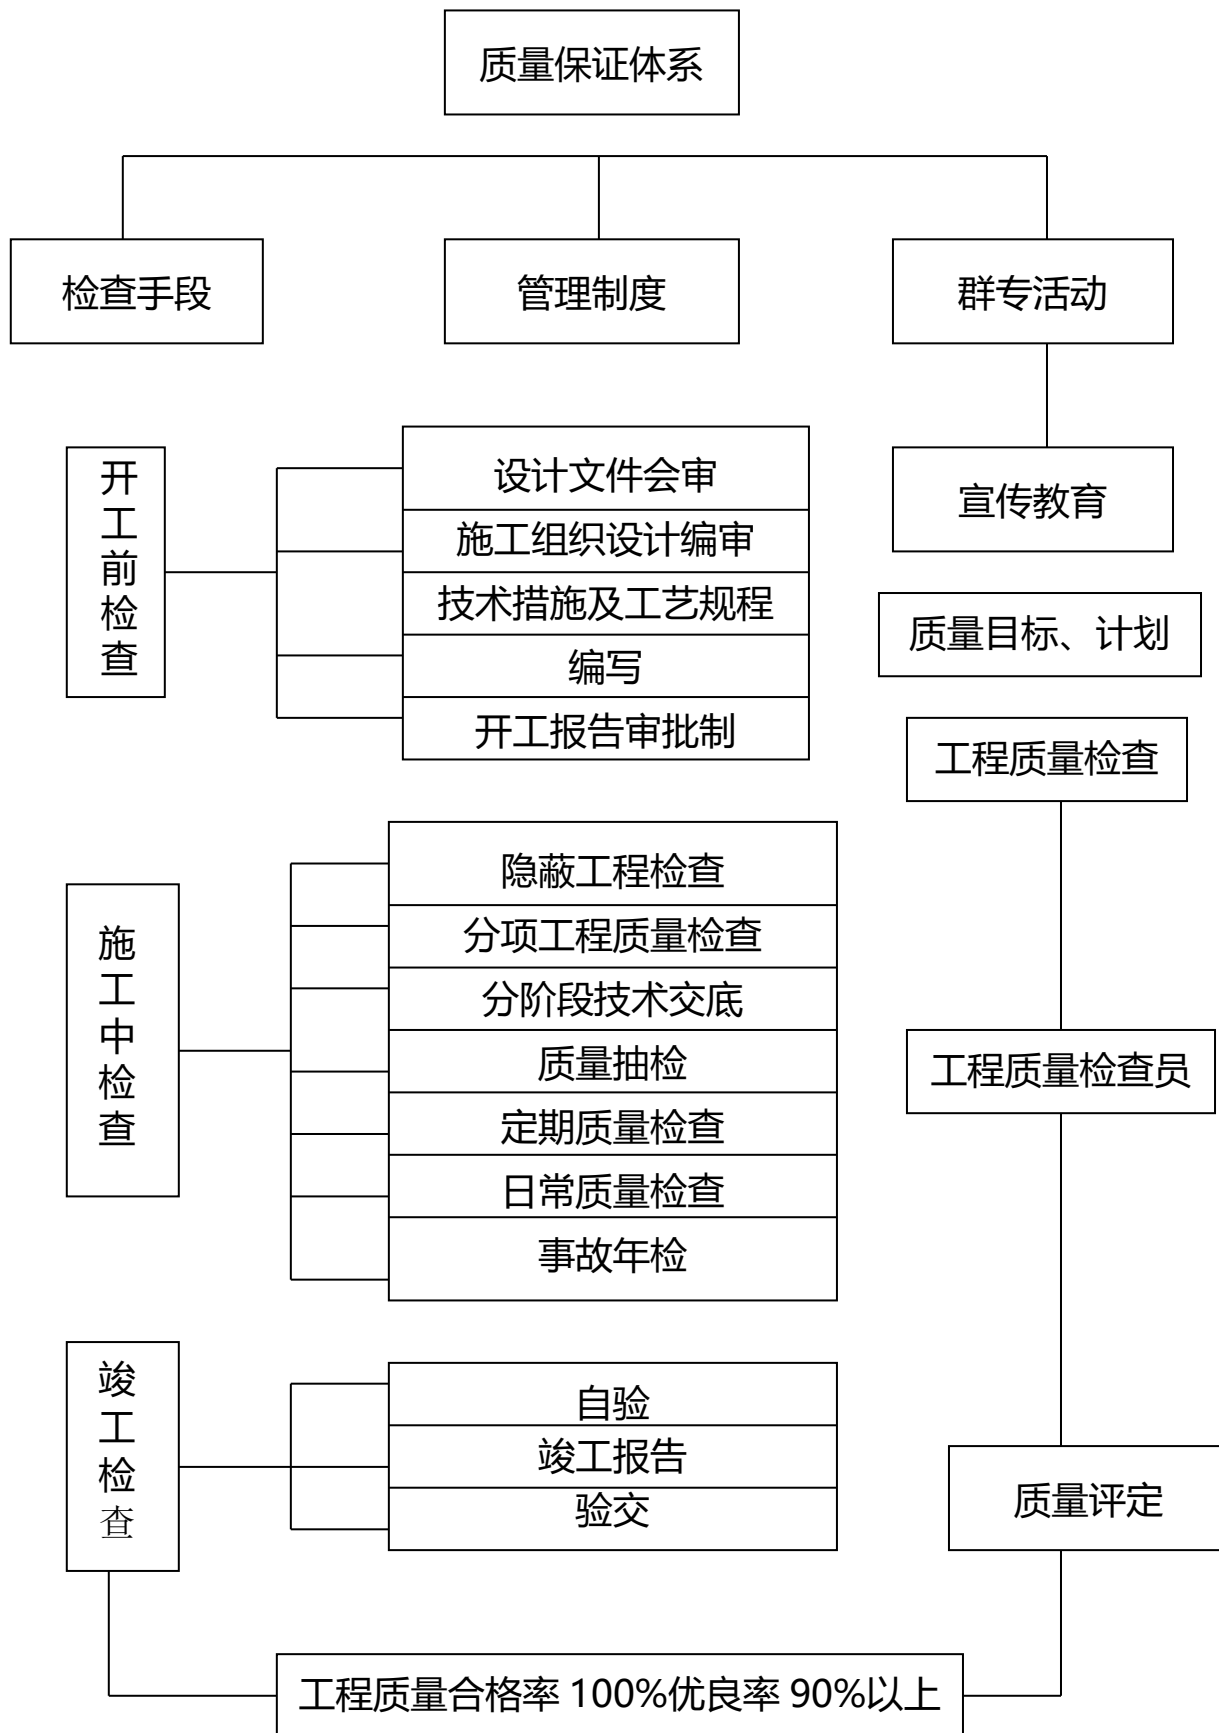 质量保证体系
检查手段
管理制度
群专活动
开工前检查
设计文件会审
施工组织设计编审
技术措施及工艺规程
编写
开工报告审批制
宣传教育
质量目标、计划
工程质量检查
施工中检查
隐蔽工程检查
分项工程质量检查
分阶段技术交底
质量抽检
定期质量检查
日常质量检查
事故年检
工程质量检查员
竣工检查
自验
竣工报告
验交
质量评定
工程质量合格率 100%优良率 90%以上